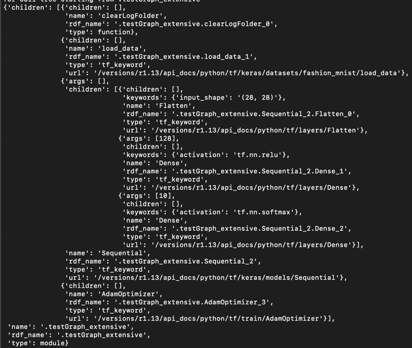 for call tree starting from .testGraph_extensive
{'children': [{'children': [],
'name': 'clearLogFolder',
'rdf_name': '.testGraph_extensive.clearLogFolder_0',
'type': function},
{'children': [],
'name': 'load_data',
'rdf_name': '.testGraph_extensive.load_data_1',
'type': 'tf_keyword',
'url': '/versions/r1.13/api_docs/python/tf/keras/datasets/fashion_mnist/load_data'},
{'args': [],
'children': [{'children': [],
'keywords': {'input_shape': '(28, 28)'},
'name': 'Flatten',
'rdf_name': '.testGraph_extensive.Sequential_2.Flatten_0',
'type': 'tf_keyword',
'url': '/versions/r1.13/api_docs/python/tf/layers/Flatten'},
{'args': [128],
'children': [],
'keywords': {'activation': 'tf.nn.relu'},
'name': 'Dense',
'rdf_name': '.testGraph_extensive.Sequential_2.Dense_1',
'type': 'tf_keyword',
'url': '/versions/r1.13/api_docs/python/tf/layers/Dense'},
{'args': [10],
'children': [],
'keywords': {'activation': 'tf.nn.softmax'},
'name': 'Dense',
'rdf_name': '.testGraph_extensive.Sequential_2.Dense_2',
'type': 'tf_keyword',
'url': '/versions/r1.13/api_docs/python/tf/layers/Dense'}],
'name': 'Sequential',
'rdf_name': '.testGraph_extensive.Sequential_2',
'type': 'tf_keyword',
'url': '/versions/r1.13/api_docs/python/tf/keras/models/Sequential'},
{'children': [],
'name': 'AdamOptimizer',
'rdf_name': '.testGraph_extensive.AdamOptimizer_3',
'type': 'tf_keyword',
'url': '/versions/r1.13/api_docs/python/tf/train/AdamOptimizer'}],
'name': '.testGraph_extensive',
'rdf_name': '.testGraph_extensive',
'type': module}